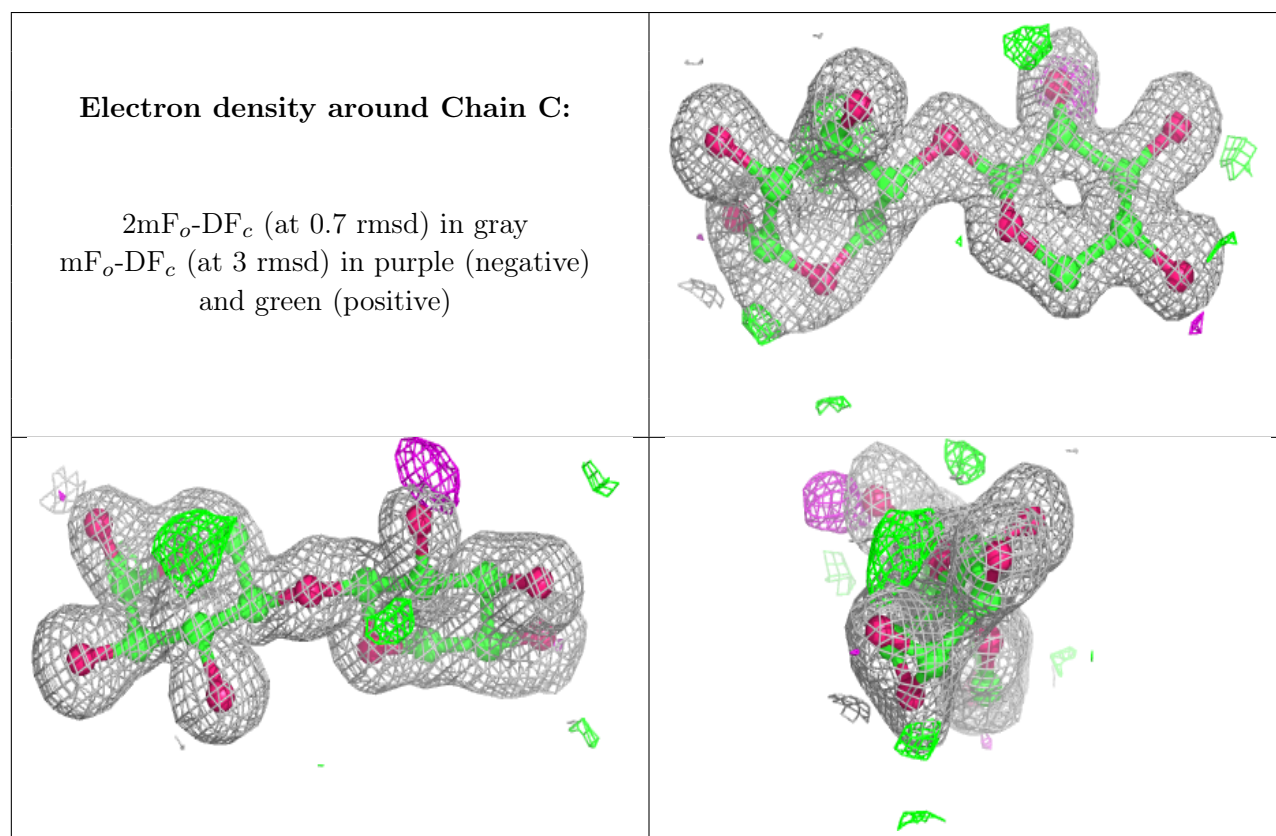 Electron density around Chain C:
2mFₒ-DF𝒸 (at 0.7 rmsd) in gray
mFₒ-DF𝒸 (at 3 rmsd) in purple (negative)
and green (positive)